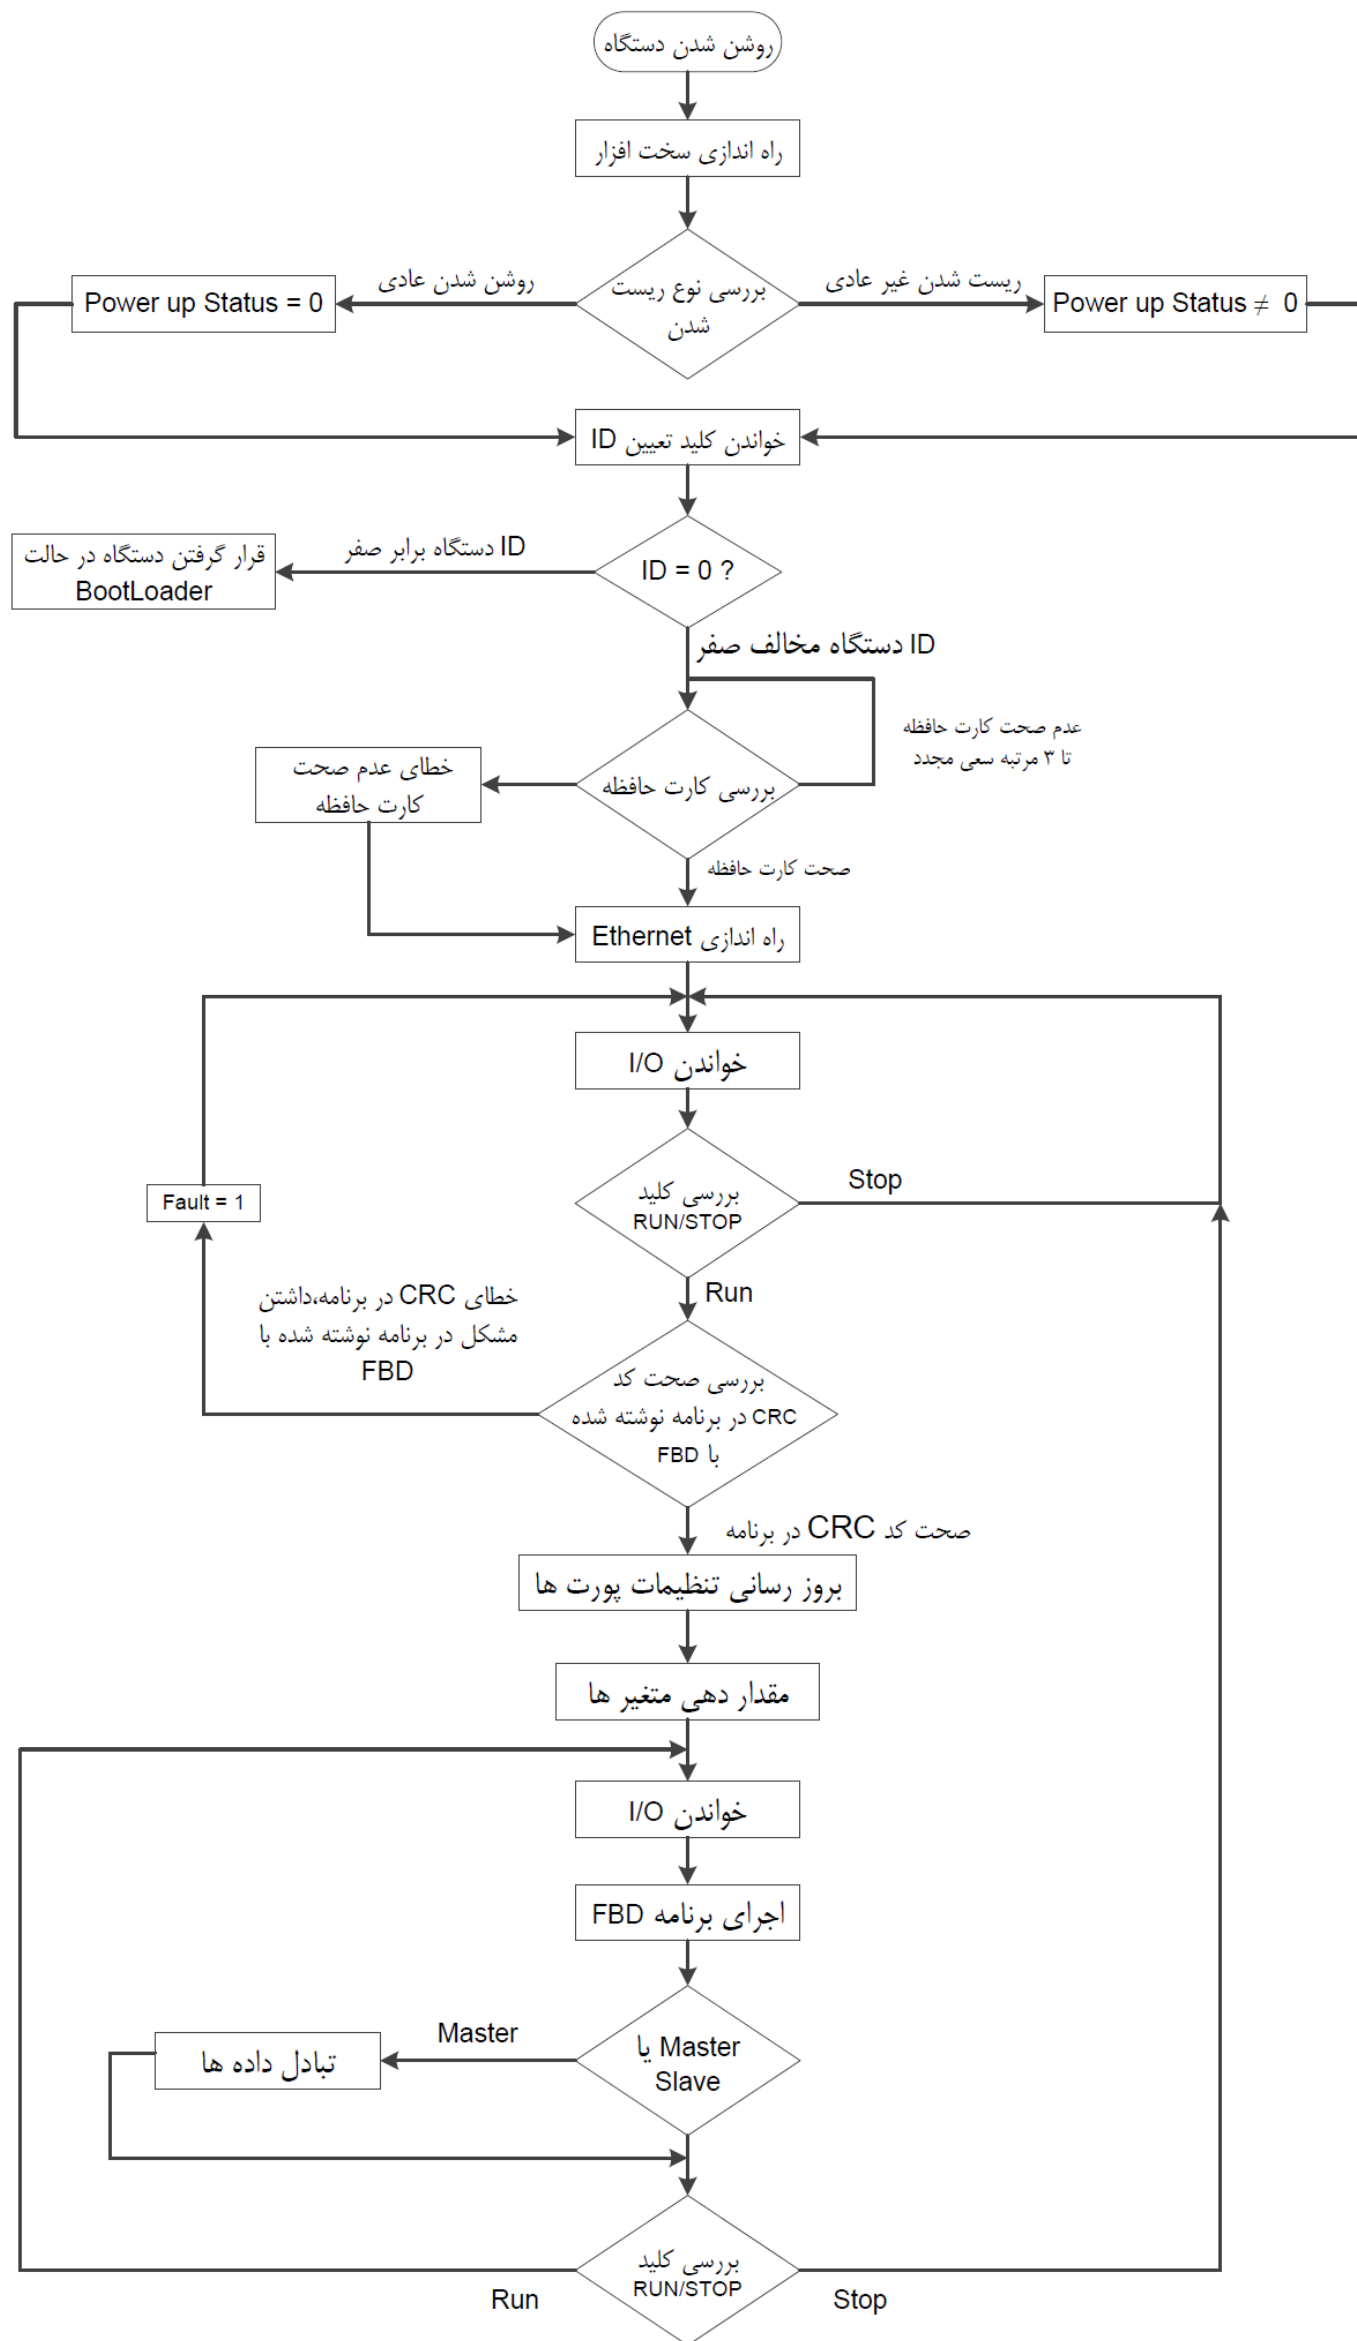 روشن شدن دستگاه
راه اندازی سخت افزار
روشن شدن عادی
ریست شدن غیر عادی
Power up Status = 0
بررسی نوع ریست
شدن
Power up Status ≠ 0
خواندن کلید تعیین ID
ID دستگاه برابر صفر
قرار گرفتن دستگاه در حالت
BootLoader
ID = 0 ?
ID دستگاه مخالف صفر
عدم صحت کارت حافظه
تا ۳ مرتبه سعی مجدد
خطای عدم صحت
کارت حافظه
بررسی کارت حافظه
صحت کارت حافظه
راه اندازی Ethernet
خواندن I/O
Stop
بررسی کلید
RUN/STOP
Fault = 1
Run
خطای CRC در برنامه،داشتن
مشکل در برنامه نوشته شده با
FBD
بررسی صحت کد
CRC در برنامه نوشته شده
با FBD
صحت کد CRC در برنامه
بروز رسانی تنظیمات پورت ها
مقدار دهی متغیر ها
خواندن I/O
اجرای برنامه FBD
Master
تبادل داده ها
Master یا
Slave
بررسی کلید
RUN/STOP
Run
Stop